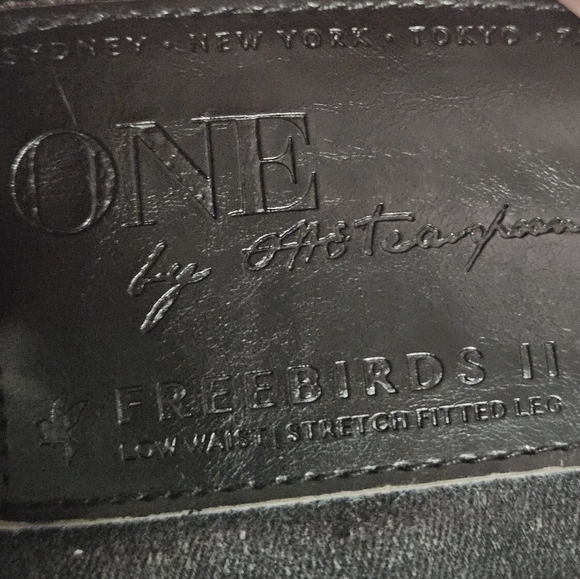 SYDNEY • NEW YORK • TOKYO •
ONE
by
FREEBIRDS II
LOW WAIST | STRETCH FITTED LEG